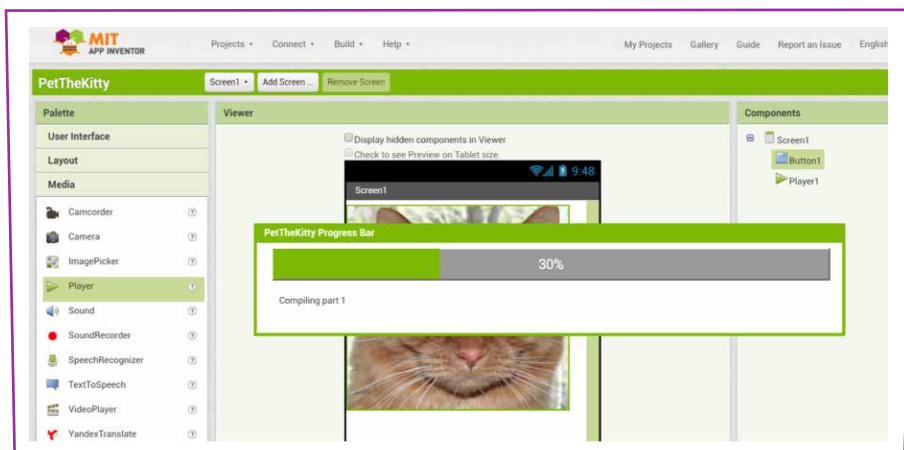 MIT
APP INVENTOR
Projects Connect Build Help
My Projects Gallery Guide Report an Issue English
PetTheKitty
Screen1 Add Screen ... Remove Screen
Palette
Viewer
Components
User Interface
Layout
Media
Camcorder
Camera
ImagePicker
Player
Sound
SoundRecorder
SpeechRecognizer
TextToSpeech
VideoPlayer
YandexTranslate
Display hidden components in Viewer
Check to see Preview on Tablet size.
9:48
Screen1
PetTheKitty Progress Bar
30%
Compiling part 1
Screen1
Button1
Player1